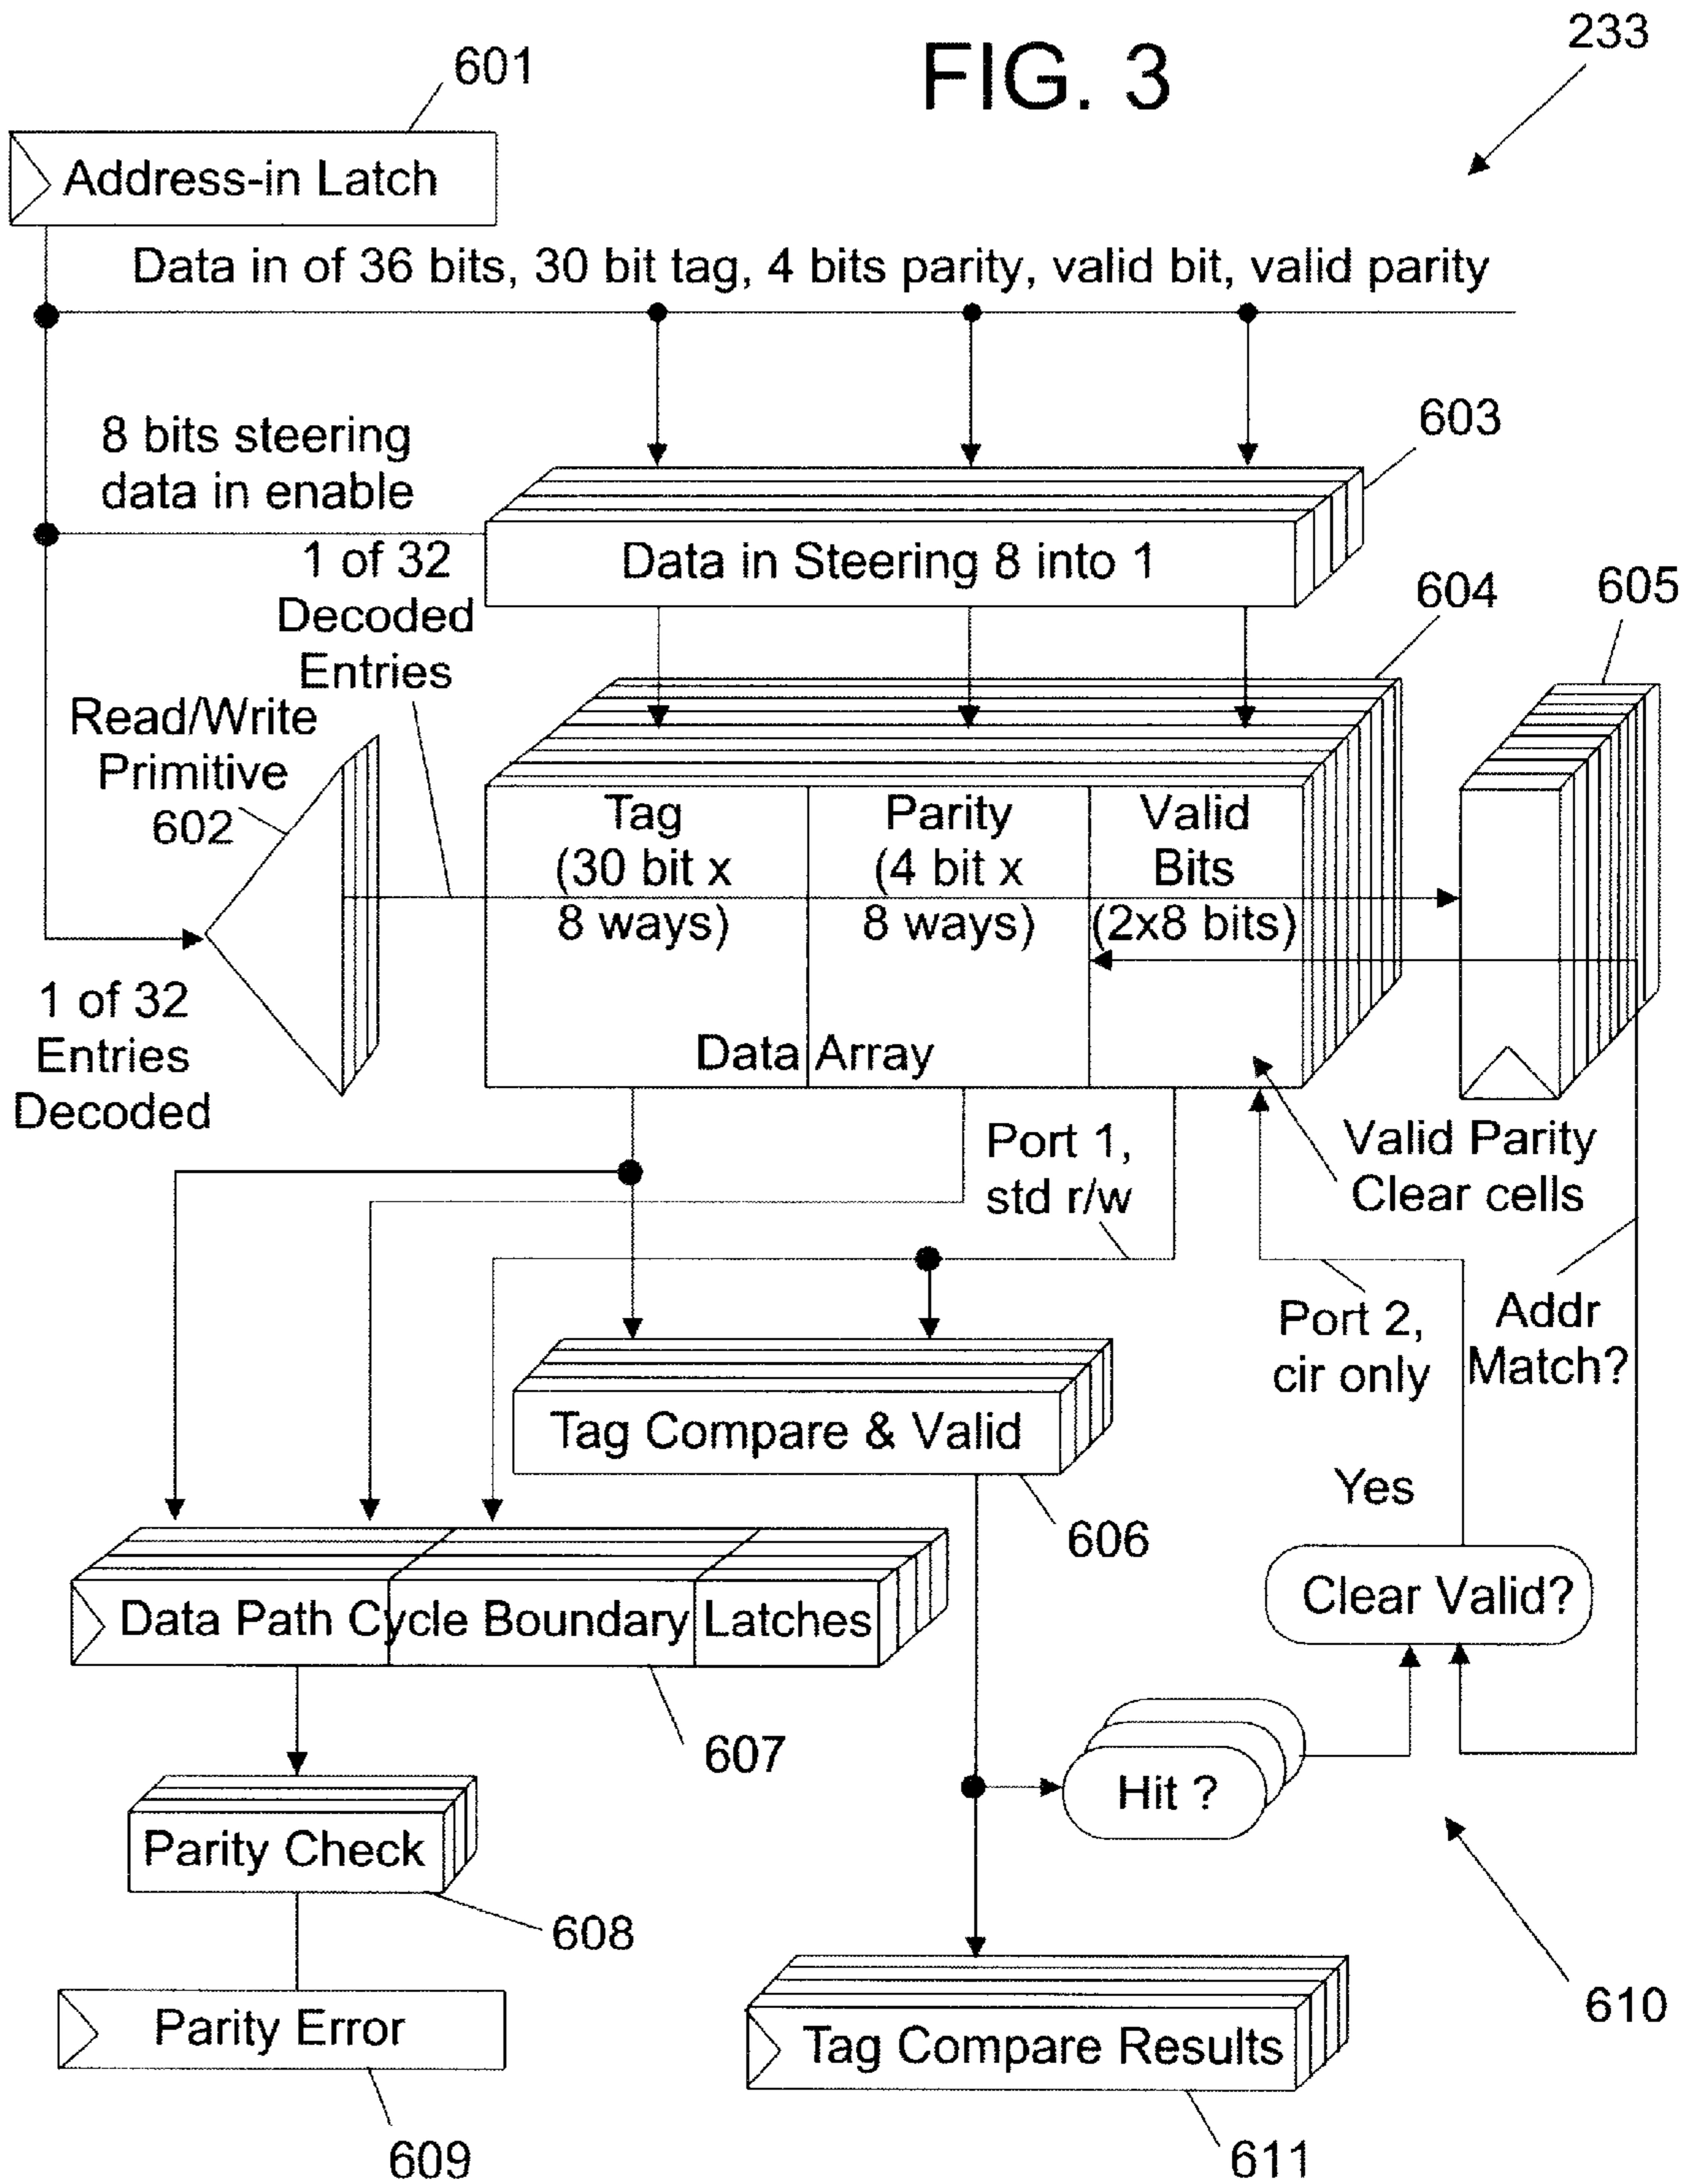 FIG. 3
233
601
Address-in Latch
Data in of 36 bits, 30 bit tag, 4 bits parity, valid bit, valid parity
8 bits steering
data in enable
603
Data in Steering 8 into 1
1 of 32
Decoded
Entries
604
605
Read/Write
Primitive
602
Tag
(30 bit x
8 ways)
Parity
(4 bit x
8 ways)
Valid
Bits
(2x8 bits)
Data Array
1 of 32
Entries
Decoded
Port 1,
std r/w
Valid Parity
Clear cells
Port 2,
cir only
Addr
Match?
Tag Compare & Valid
606
Yes
Clear Valid?
Data Path Cycle Boundary Latches
607
Hit ?
Parity Check
608
610
Parity Error
609
Tag Compare Results
611